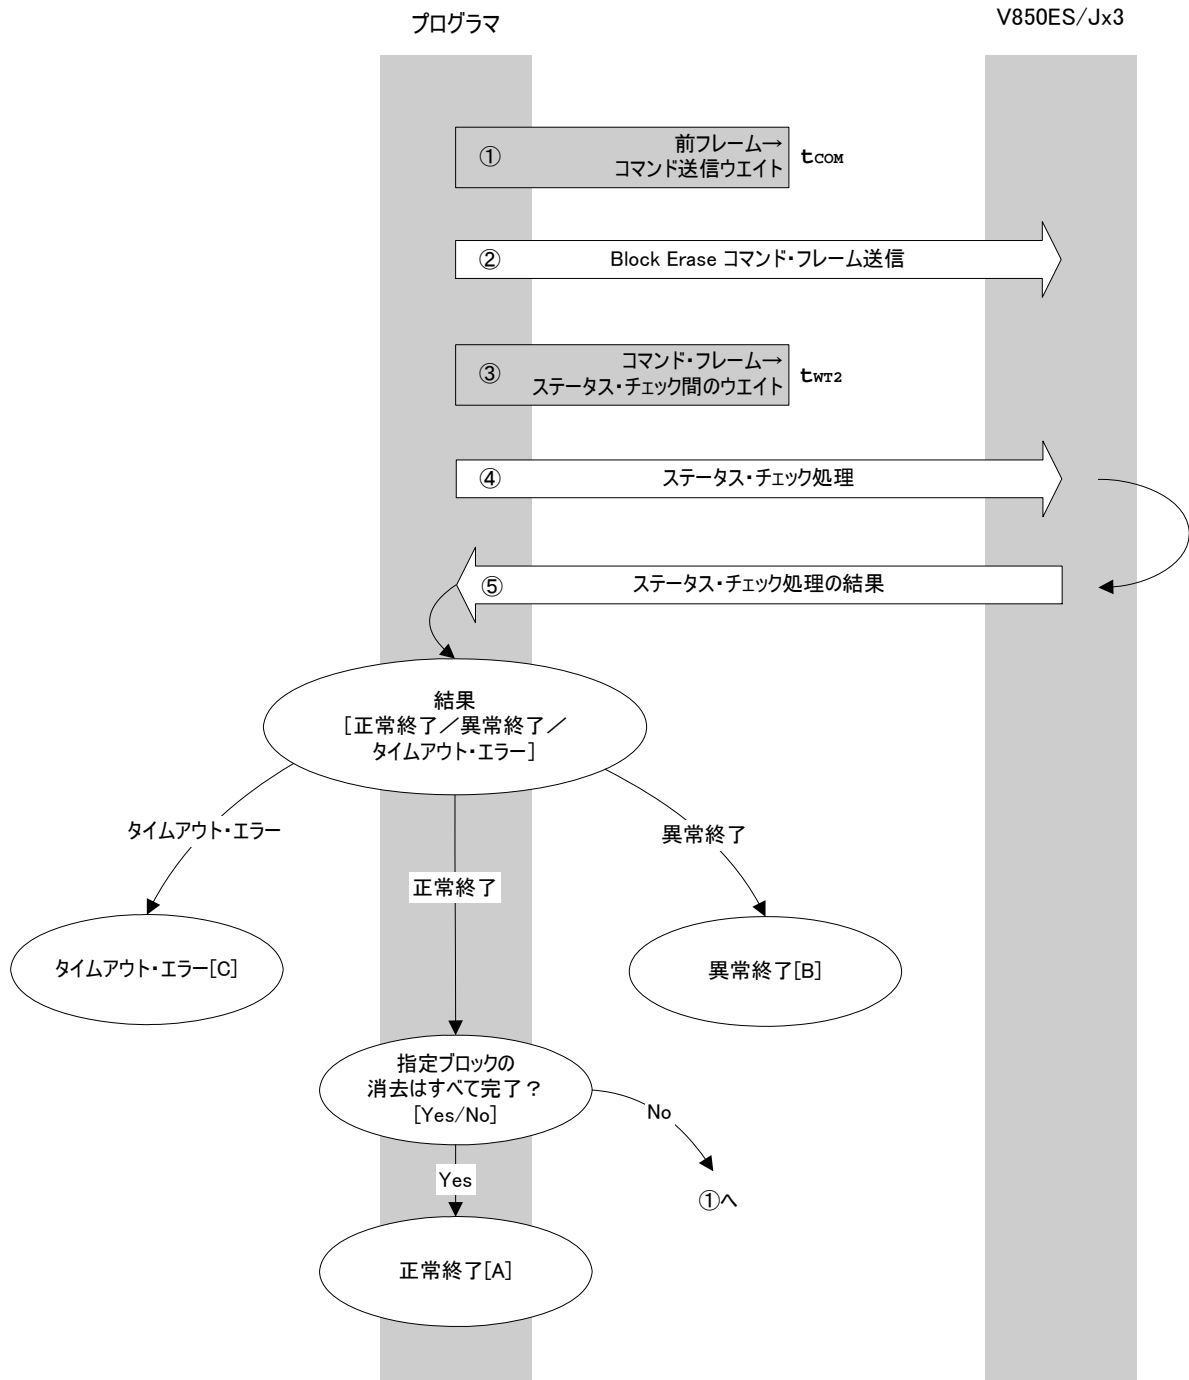 プログラマ
V850ES/Jx3
①
前フレーム→
コマンド送信ウエイト
tCOM
② Block Erase コマンド・フレーム送信
③
コマンド・フレーム→
ステータス・チェック間のウエイト
tWT2
④ ステータス・チェック処理
⑤ ステータス・チェック処理の結果
結果
[正常終了／異常終了／
タイムアウト・エラー]
タイムアウト・エラー
異常終了
正常終了
タイムアウト・エラー[C]
異常終了[B]
指定ブロックの
消去はすべて完了？
[Yes/No]
No
Yes
①へ
正常終了[A]